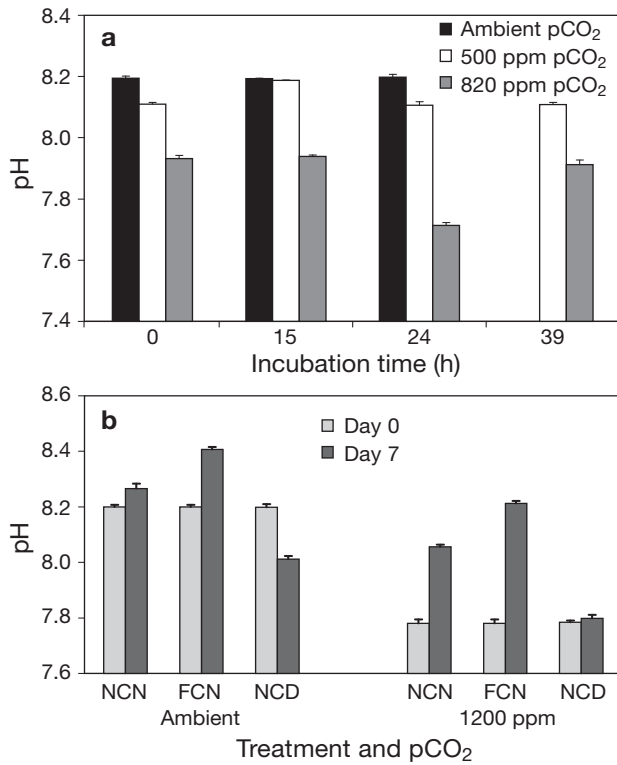 8.4
a
Ambient pCO₂
500 ppm pCO₂
820 ppm pCO₂
8.2
8.0
pH
7.8
7.6
7.4
0 15 24 39
Incubation time (h)
8.6
b
Day 0
Day 7
8.4
8.2
pH
8.0
7.8
7.6
NCN FCN NCD NCN FCN NCD
Ambient 1200 ppm
Treatment and pCO₂